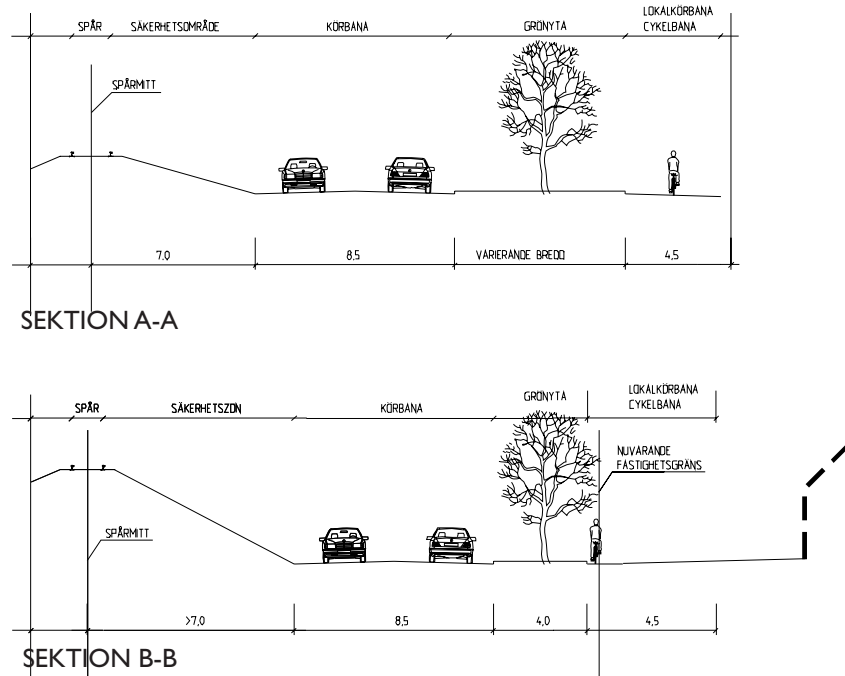 LOKALKÖRBANA
SPÅR SÄKERHETSOMRÅDE KÖRBANA GRÖNYTA CYKELBANA
SPÅRMITT
7,0 8,5 VARIERANDE BREDD 4,5
SEKTION A-A
GRÖNYTA LOKALKÖRBANA
SPÅR SÄKERHETSZON KÖRBANA CYKELBANA
NUVARANDE
FASTIGHETSGRÄNS
SPÅRMITT
>7,0 8,5 4,0 4,5
SEKTION B-B